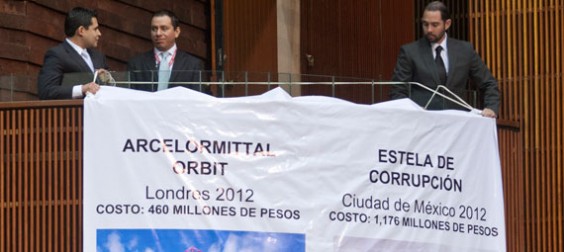 ARCELORMITTAL
ORBIT
Londres 2012
COSTO: 460 MILLONES DE PESOS
ESTELA DE
CORRUPCIÓN
Ciudad de México 2012
COSTO: 1,176 MILLONES DE PESOS